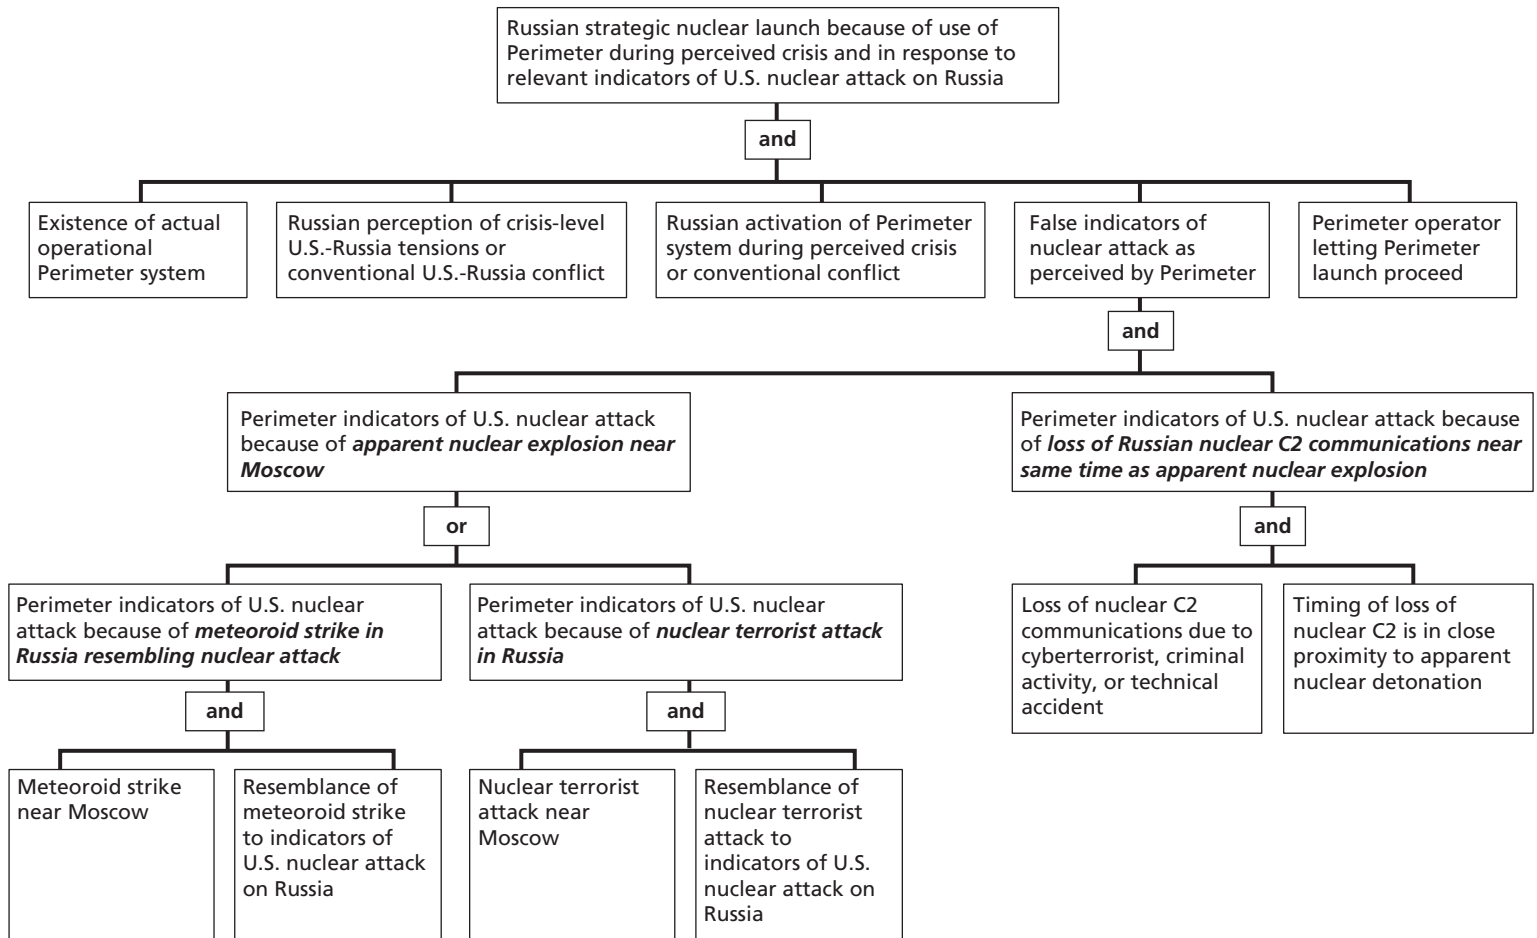 Russian strategic nuclear launch because of use of
Perimeter during perceived crisis and in response to
relevant indicators of U.S. nuclear attack on Russia
and
Existence of actual
operational
Perimeter system
Russian perception of crisis-level
U.S.-Russia tensions or
conventional U.S.-Russia conflict
Russian activation of Perimeter
system during perceived crisis
or conventional conflict
False indicators of
nuclear attack as
perceived by Perimeter
Perimeter operator
letting Perimeter
launch proceed
and
Perimeter indicators of U.S. nuclear attack
because of apparent nuclear explosion near
Moscow
Perimeter indicators of U.S. nuclear attack because
of loss of Russian nuclear C2 communications near
same time as apparent nuclear explosion
or
and
Perimeter indicators of U.S. nuclear
attack because of meteoroid strike in
Russia resembling nuclear attack
Perimeter indicators of U.S. nuclear
attack because of nuclear terrorist attack
in Russia
Loss of nuclear C2
communications due to
cyberterrorist, criminal
activity, or technical
accident
Timing of loss of
nuclear C2 is in close
proximity to apparent
nuclear detonation
and
and
Meteoroid strike
near Moscow
Resemblance of
meteoroid strike
to indicators of
U.S. nuclear attack
on Russia
Nuclear terrorist
attack near
Moscow
Resemblance of
nuclear terrorist
attack to
indicators of U.S.
nuclear attack on
Russia